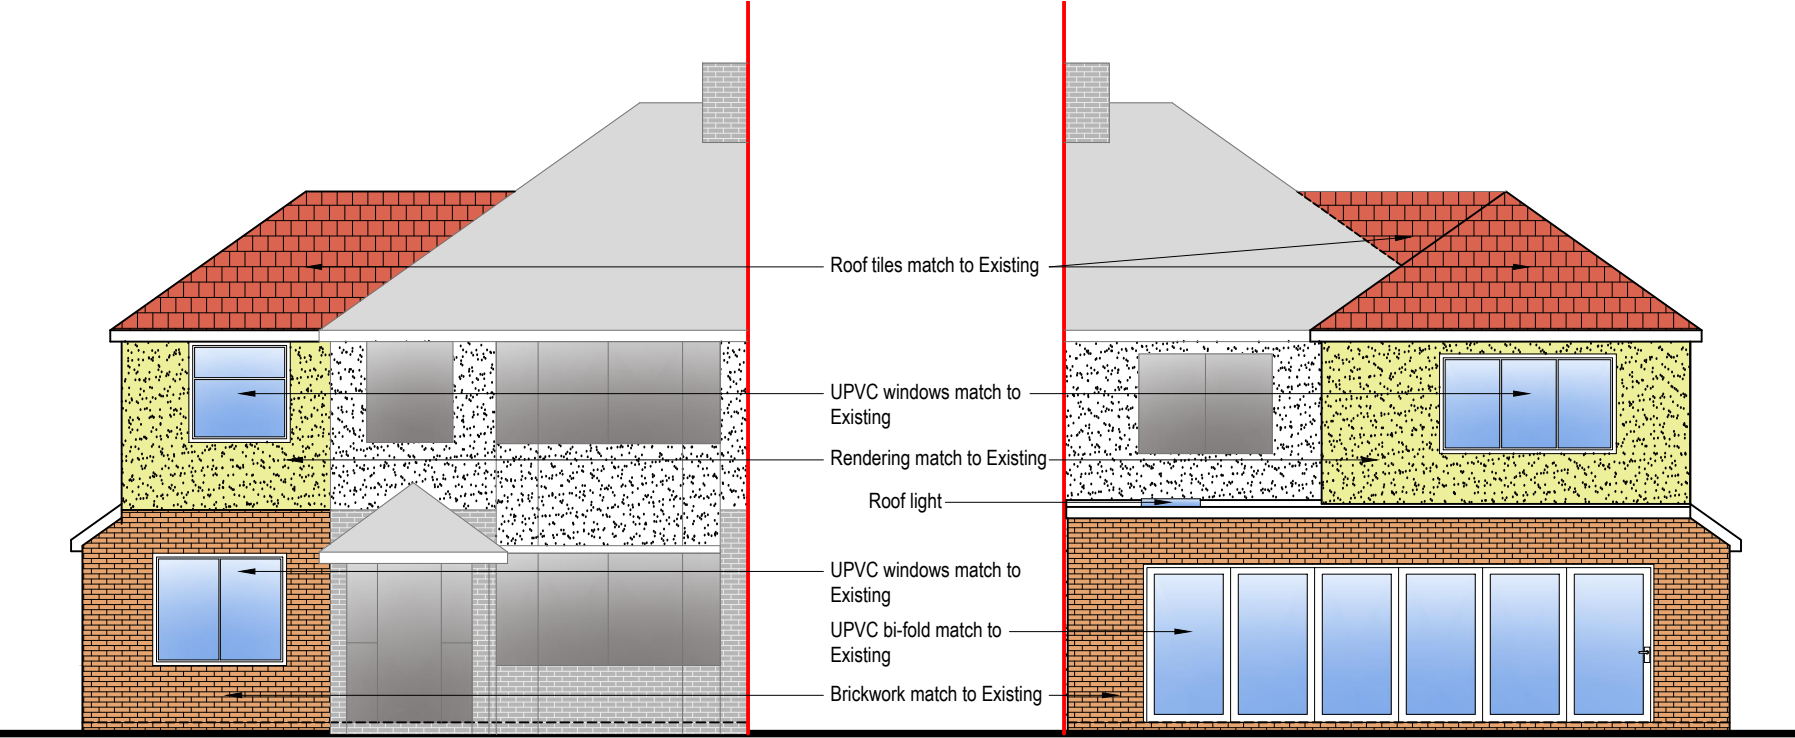 Roof tiles match to Existing
UPVC windows match to
Existing
Rendering match to Existing
Roof light
UPVC windows match to
Existing
UPVC bi-fold match to
Existing
Brickwork match to Existing